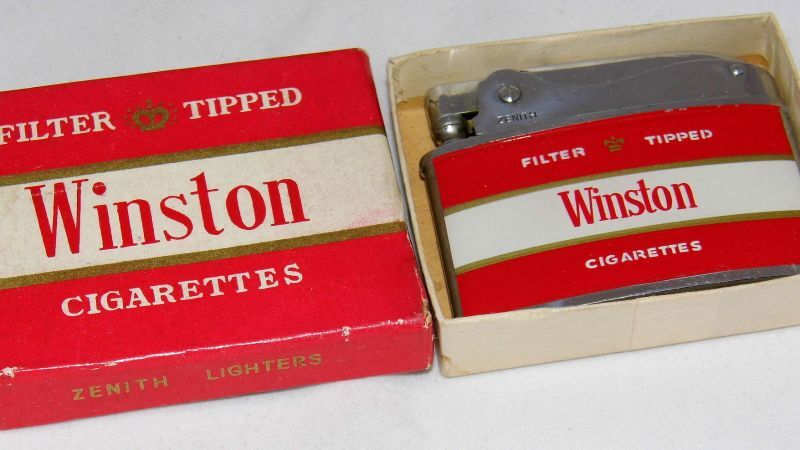 FILTER TIPPED
Winston
CIGARETTES
ZENITH LIGHTERS
ZENITH
FILTER TIPPED
Winston
CIGARETTES